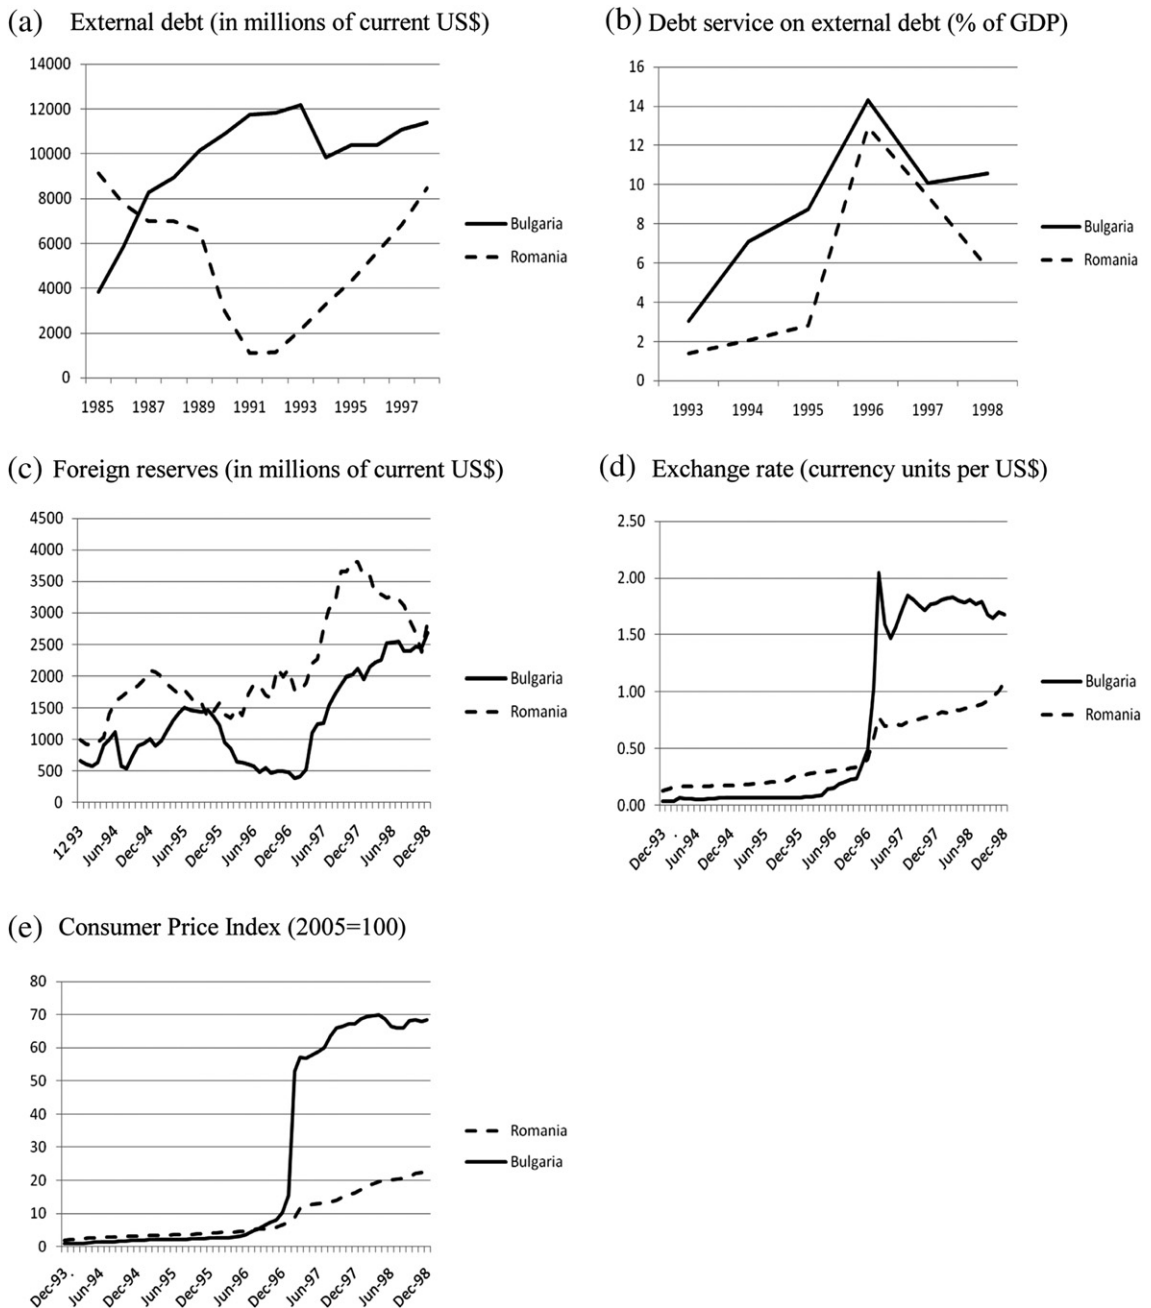 (a) External debt (in millions of current US$)
14000
12000
10000
8000
6000
4000
2000
0
1985 1987 1989 1991 1993 1995 1997
Bulgaria
Romania
(b) Debt service on external debt (% of GDP)
16
14
12
10
8
6
4
2
0
1993 1994 1995 1996 1997 1998
Bulgaria
Romania
(c) Foreign reserves (in millions of current US$)
4500
4000
3500
3000
2500
2000
1500
1000
500
0
12 93 Jun-94 Dec-94 Jun-95 Dec-95 Jun-96 Dec-96 Jun-97 Dec-97 Jun-98 Dec-98
Bulgaria
Romania
(d) Exchange rate (currency units per US$)
2.50
2.00
1.50
1.00
0.50
0.00
Dec-93 . Jun-94 Dec-94 Jun-95 Dec-95 Jun-96 Dec-96 Jun-97 Dec-97 Jun-98 Dec-98
Bulgaria
Romania
(e) Consumer Price Index (2005=100)
80
70
60
50
40
30
20
10
0
Dec-93. Jun-94 Dec-94 Jun-95 Dec-95 Jun-96 Dec-96 Jun-97 Dec-97 Jun-98 Dec-98
Romania
Bulgaria